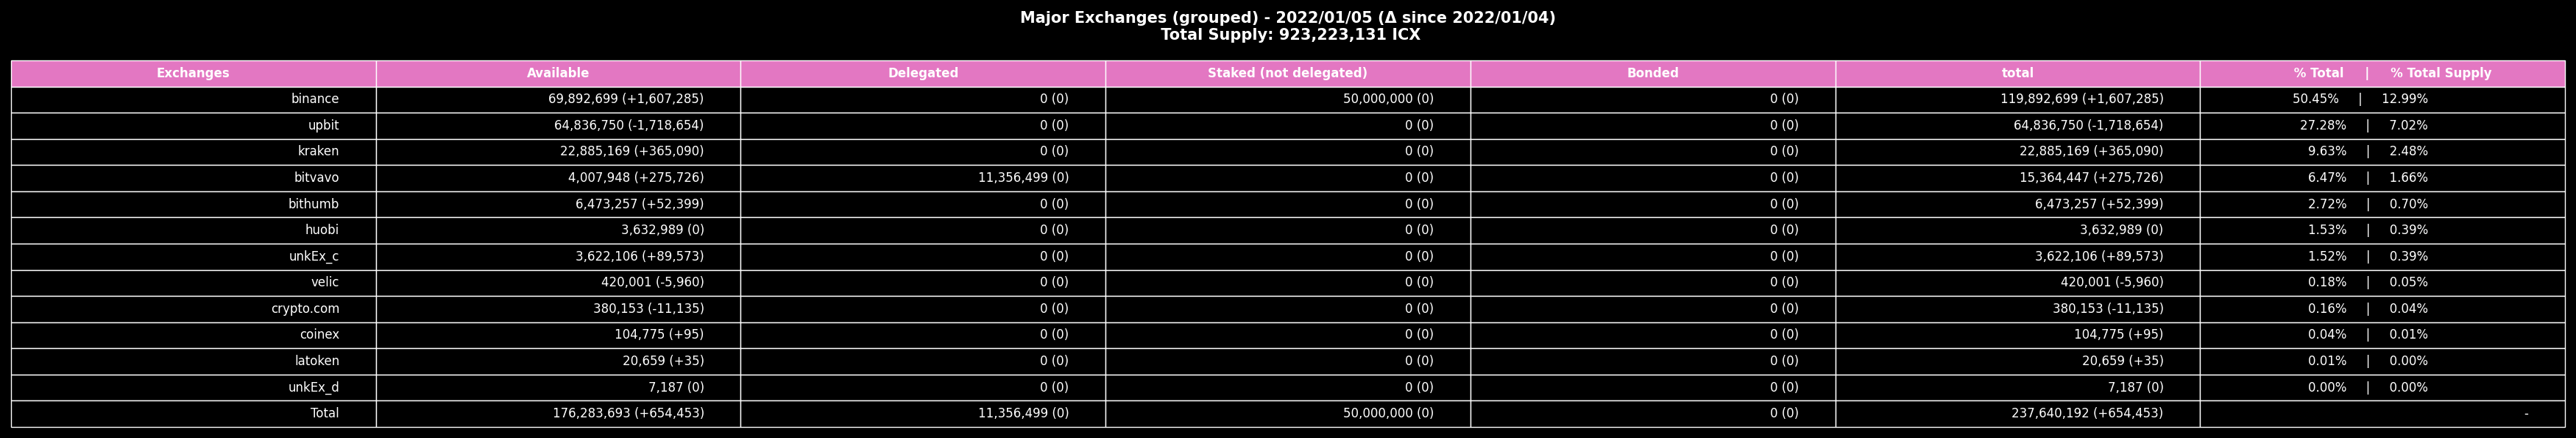 Major Exchanges (grouped) - 2022/01/05 (Δ since 2022/01/04)
Total Supply: 923,223,131 ICX
Exchanges Available Delegated Staked (not delegated) Bonded total % Total | % Total Supply
binance 69,892,699 (+1,607,285) 0 (0) 50,000,000 (0) 0 (0) 119,892,699 (+1,607,285) 50.45% | 12.99%
upbit 64,836,750 (-1,718,654) 0 (0) 0 (0) 0 (0) 64,836,750 (-1,718,654) 27.28% | 7.02%
kraken 22,885,169 (+365,090) 0 (0) 0 (0) 0 (0) 22,885,169 (+365,090) 9.63% | 2.48%
bitvavo 4,007,948 (+275,726) 11,356,499 (0) 0 (0) 0 (0) 15,364,447 (+275,726) 6.47% | 1.66%
bithumb 6,473,257 (+52,399) 0 (0) 0 (0) 0 (0) 6,473,257 (+52,399) 2.72% | 0.70%
huobi 3,632,989 (0) 0 (0) 0 (0) 0 (0) 3,632,989 (0) 1.53% | 0.39%
unkEx_c 3,622,106 (+89,573) 0 (0) 0 (0) 0 (0) 3,622,106 (+89,573) 1.52% | 0.39%
velic 420,001 (-5,960) 0 (0) 0 (0) 0 (0) 420,001 (-5,960) 0.18% | 0.05%
crypto.com 380,153 (-11,135) 0 (0) 0 (0) 0 (0) 380,153 (-11,135) 0.16% | 0.04%
coinex 104,775 (+95) 0 (0) 0 (0) 0 (0) 104,775 (+95) 0.04% | 0.01%
latoken 20,659 (+35) 0 (0) 0 (0) 0 (0) 20,659 (+35) 0.01% | 0.00%
unkEx_d 7,187 (0) 0 (0) 0 (0) 0 (0) 7,187 (0) 0.00% | 0.00%
Total 176,283,693 (+654,453) 11,356,499 (0) 50,000,000 (0) 0 (0) 237,640,192 (+654,453) -